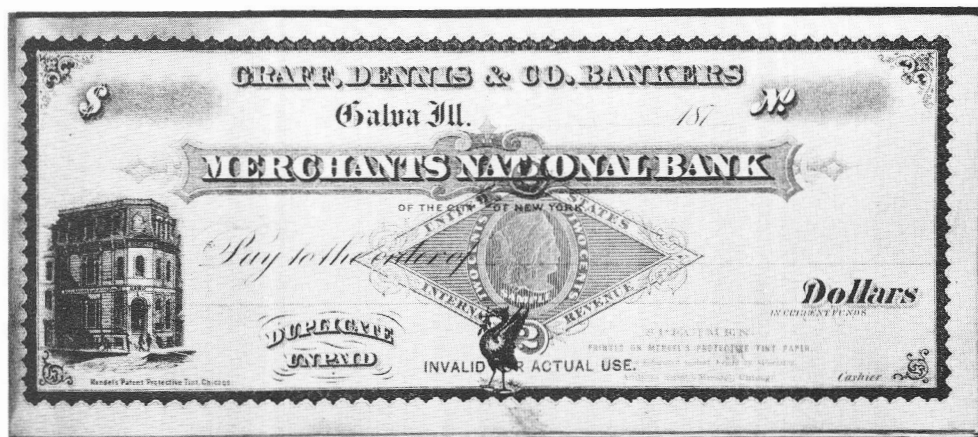 GRAFF, DENNIS & CO. BANKERS
$ Galva Ill. 187 No
MERCHANTS NATIONAL BANK
OF THE CITY OF NEW YORK
UNITED STATES
Pay to the order of
TWO CENTS TWO CENTS
INTERNAL REVENUE
2
Dollars
IN CURRENT FUNDS
DUPLICATE
UNPAID
SPECIMEN
PRINTED ON MENDEL'S PROTECTIVE TINT PAPER.
INVALID FOR ACTUAL USE.
Mendel's Patent Protective Tint, Chicago
Cashier